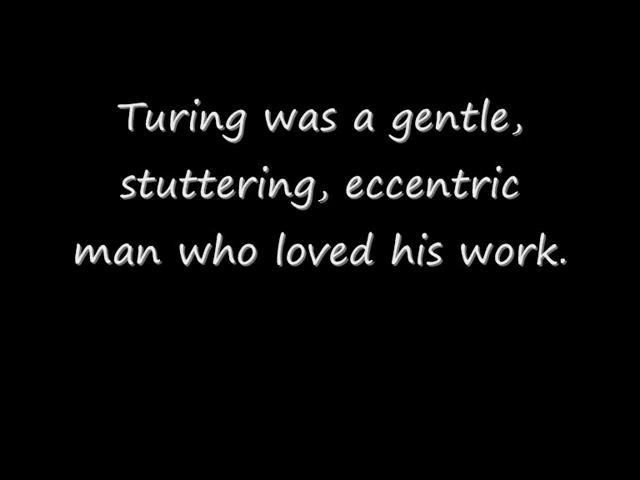 Turing was a gentle,
stuttering, eccentric
man who loved his work.